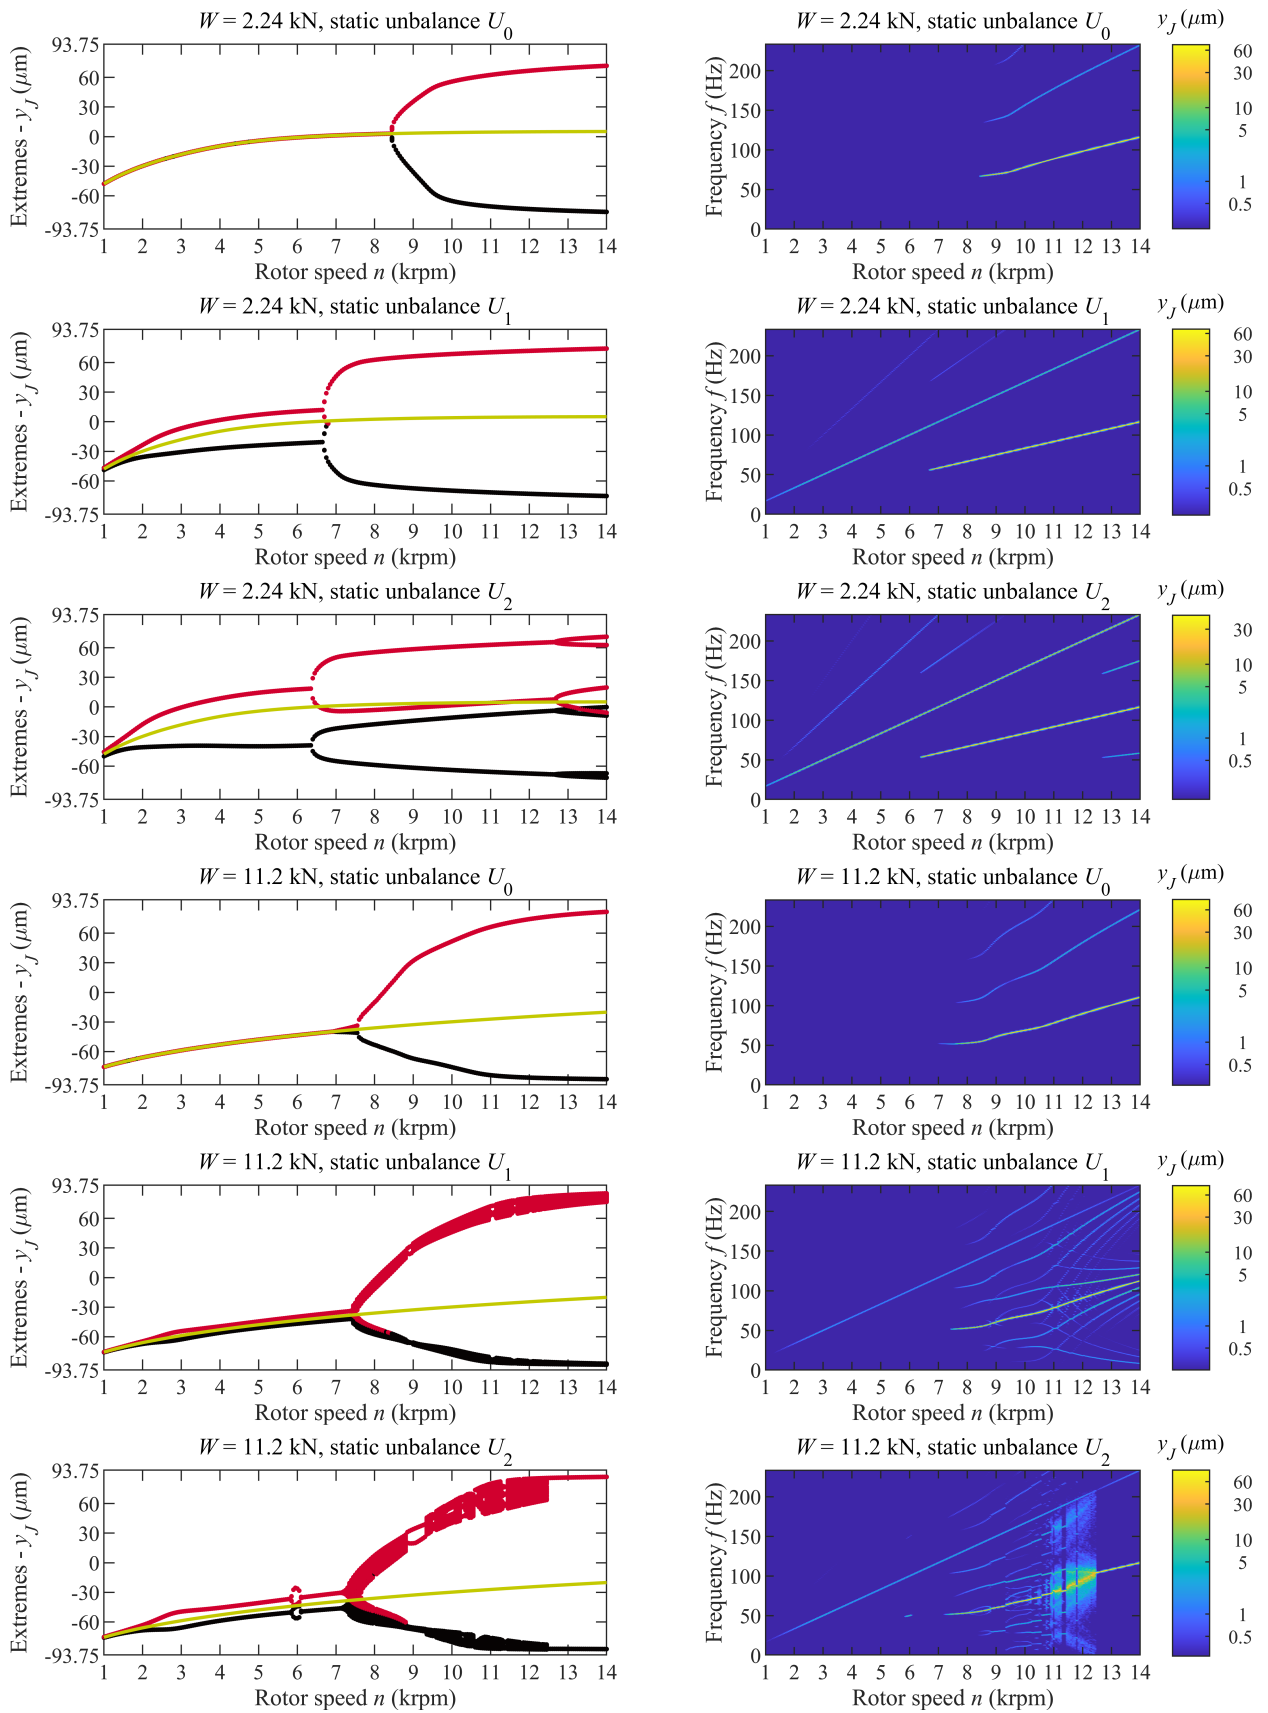 W = 2.24 kN, static unbalance U0
Extremes - yJ (μm)
93.75
60
30
0
-30
-60
-93.75
1 2 3 4 5 6 7 8 9 10 11 12 13 14
Rotor speed n (krpm)
W = 2.24 kN, static unbalance U0
yJ (μm)
Frequency f (Hz)
200
150
100
50
0
1 2 3 4 5 6 7 8 9 10 11 12 13 14
Rotor speed n (krpm)
60
30
10
5
1
0.5
W = 2.24 kN, static unbalance U1
Extremes - yJ (μm)
93.75
60
30
0
-30
-60
-93.75
1 2 3 4 5 6 7 8 9 10 11 12 13 14
Rotor speed n (krpm)
W = 2.24 kN, static unbalance U1
yJ (μm)
Frequency f (Hz)
200
150
100
50
0
1 2 3 4 5 6 7 8 9 10 11 12 13 14
Rotor speed n (krpm)
60
30
10
5
1
0.5
W = 2.24 kN, static unbalance U2
Extremes - yJ (μm)
93.75
60
30
0
-30
-60
-93.75
1 2 3 4 5 6 7 8 9 10 11 12 13 14
Rotor speed n (krpm)
W = 2.24 kN, static unbalance U2
yJ (μm)
Frequency f (Hz)
200
150
100
50
0
1 2 3 4 5 6 7 8 9 10 11 12 13 14
Rotor speed n (krpm)
30
10
5
1
0.5
W = 11.2 kN, static unbalance U0
Extremes - yJ (μm)
93.75
60
30
0
-30
-60
-93.75
1 2 3 4 5 6 7 8 9 10 11 12 13 14
Rotor speed n (krpm)
W = 11.2 kN, static unbalance U0
yJ (μm)
Frequency f (Hz)
200
150
100
50
0
1 2 3 4 5 6 7 8 9 10 11 12 13 14
Rotor speed n (krpm)
60
30
10
5
1
0.5
W = 11.2 kN, static unbalance U1
Extremes - yJ (μm)
93.75
60
30
0
-30
-60
-93.75
1 2 3 4 5 6 7 8 9 10 11 12 13 14
Rotor speed n (krpm)
W = 11.2 kN, static unbalance U1
yJ (μm)
Frequency f (Hz)
200
150
100
50
0
1 2 3 4 5 6 7 8 9 10 11 12 13 14
Rotor speed n (krpm)
60
30
10
5
1
0.5
W = 11.2 kN, static unbalance U2
Extremes - yJ (μm)
93.75
60
30
0
-30
-60
-93.75
1 2 3 4 5 6 7 8 9 10 11 12 13 14
Rotor speed n (krpm)
W = 11.2 kN, static unbalance U2
yJ (μm)
Frequency f (Hz)
200
150
100
50
0
1 2 3 4 5 6 7 8 9 10 11 12 13 14
Rotor speed n (krpm)
60
30
10
5
1
0.5